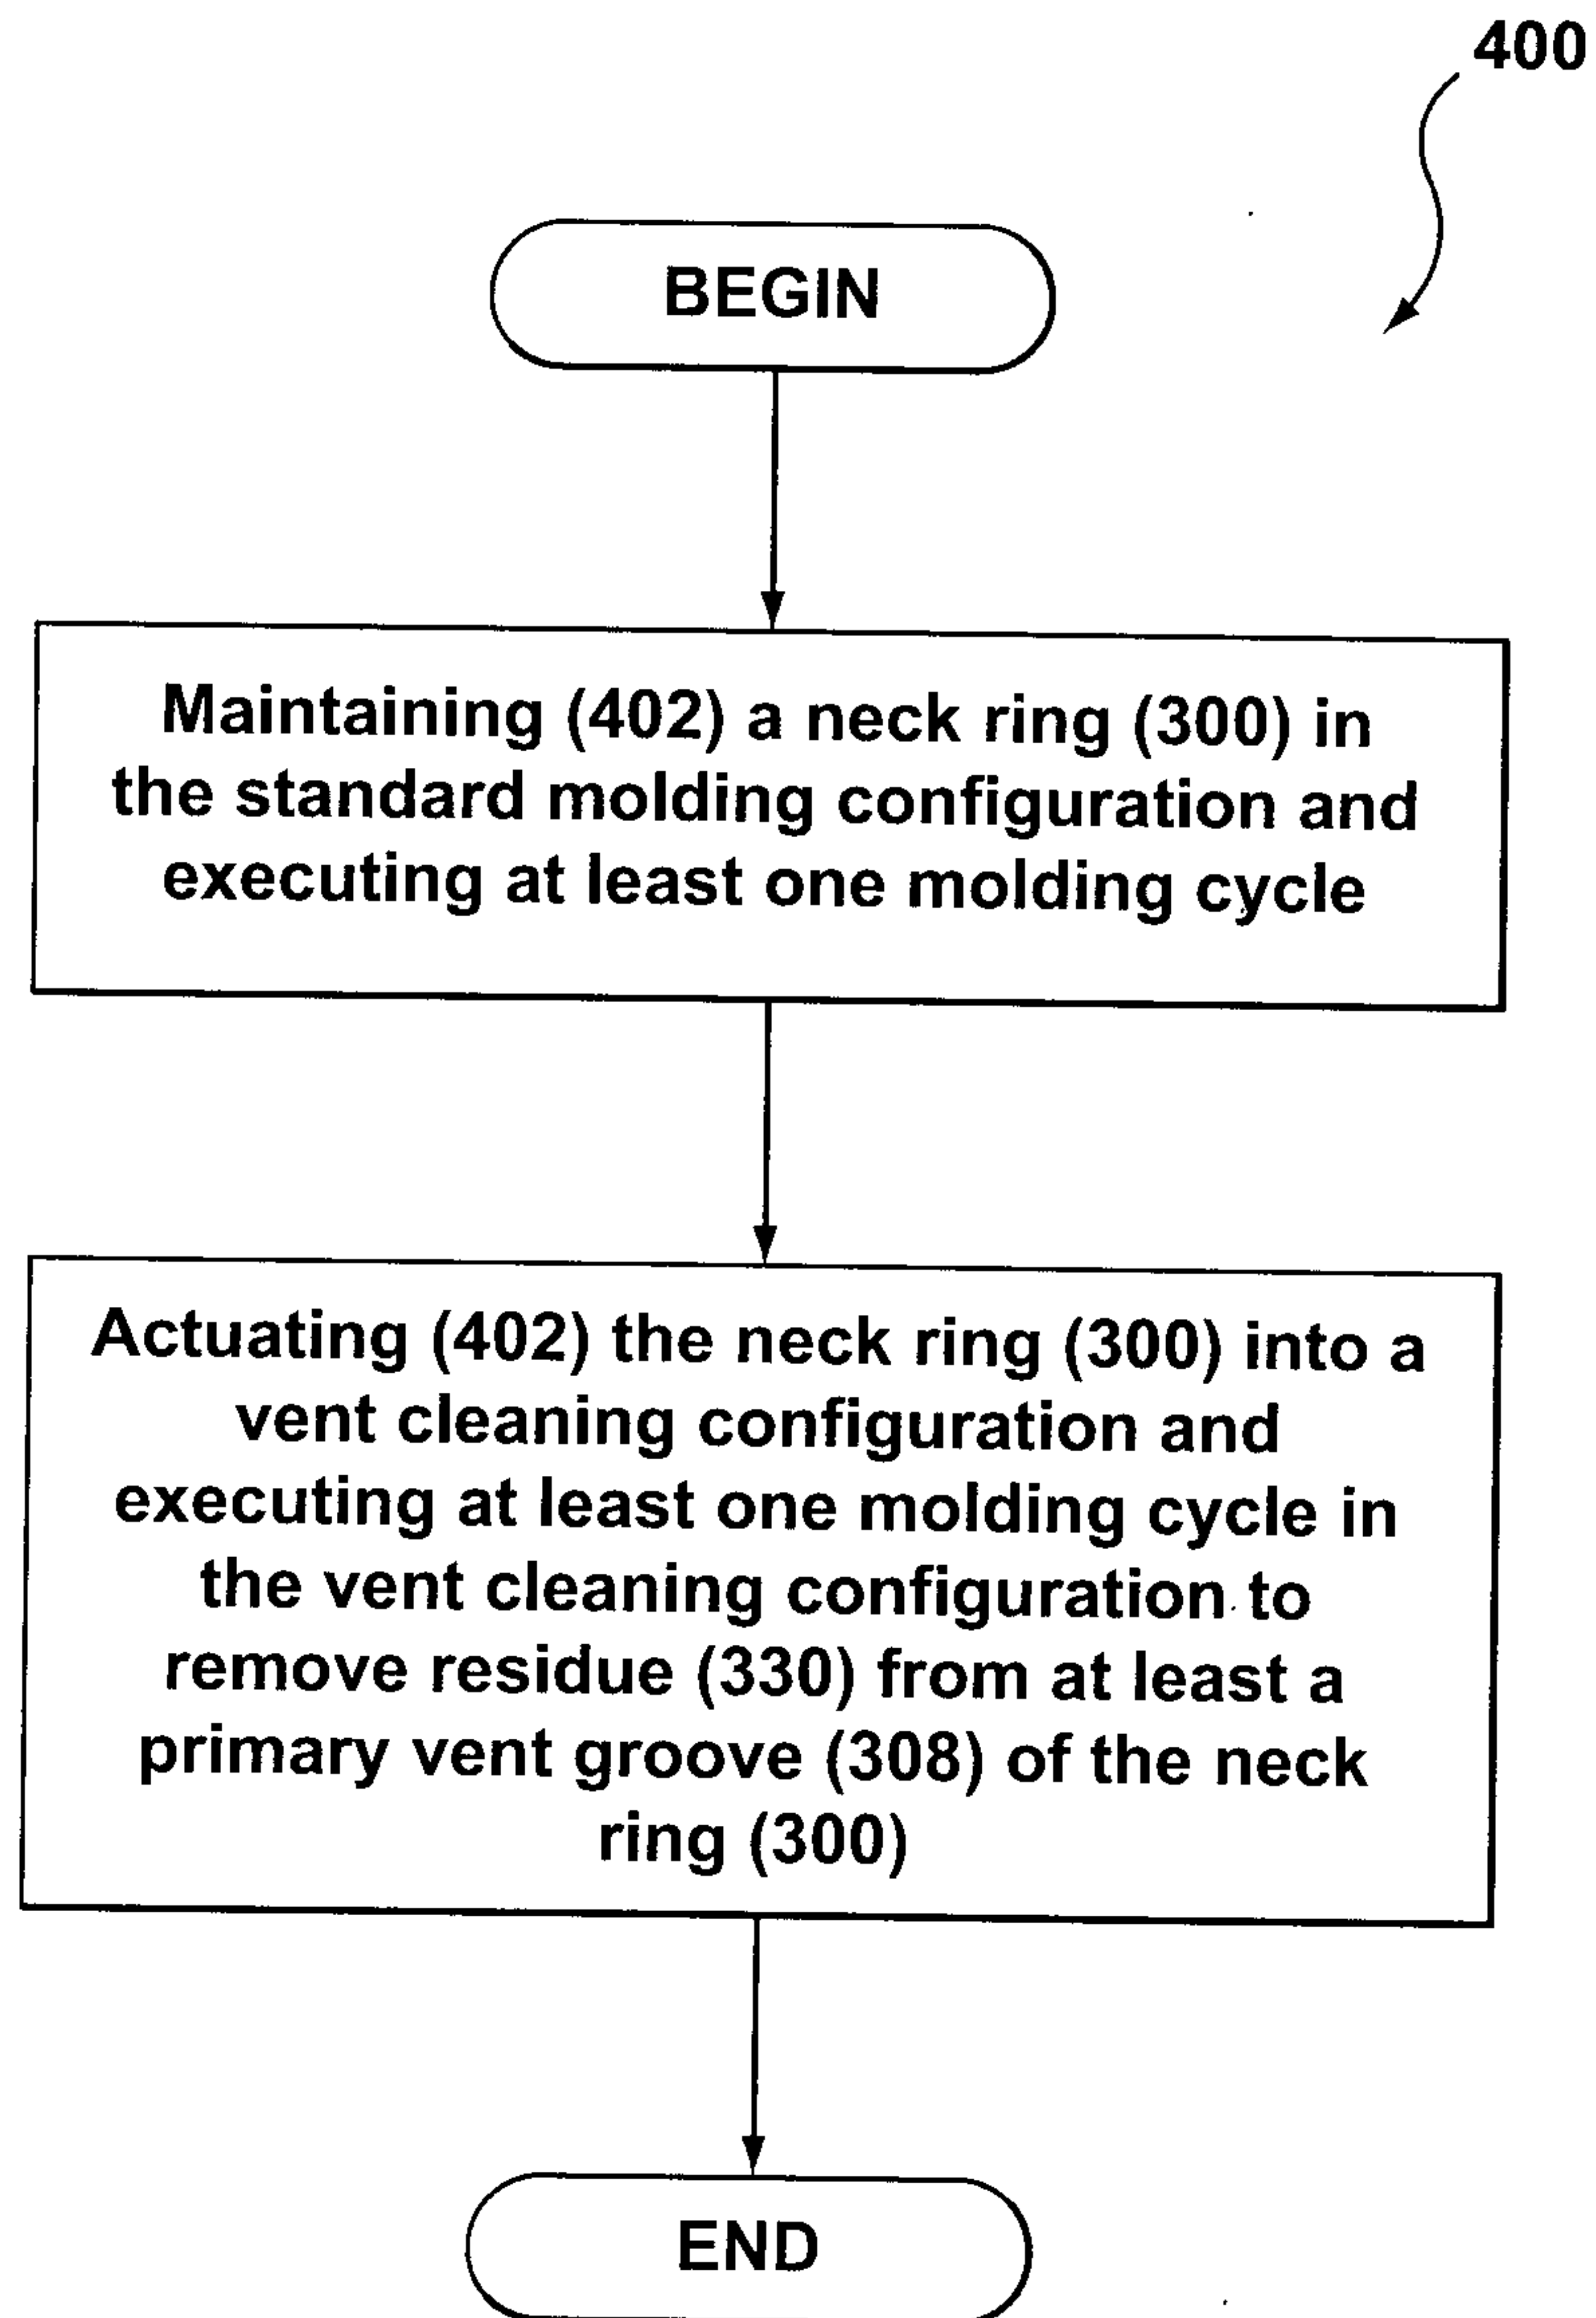 400
BEGIN
Maintaining (402) a neck ring (300) in
the standard molding configuration and
executing at least one molding cycle
Actuating (402) the neck ring (300) into a
vent cleaning configuration and
executing at least one molding cycle in
the vent cleaning configuration to
remove residue (330) from at least a
primary vent groove (308) of the neck
ring (300)
END